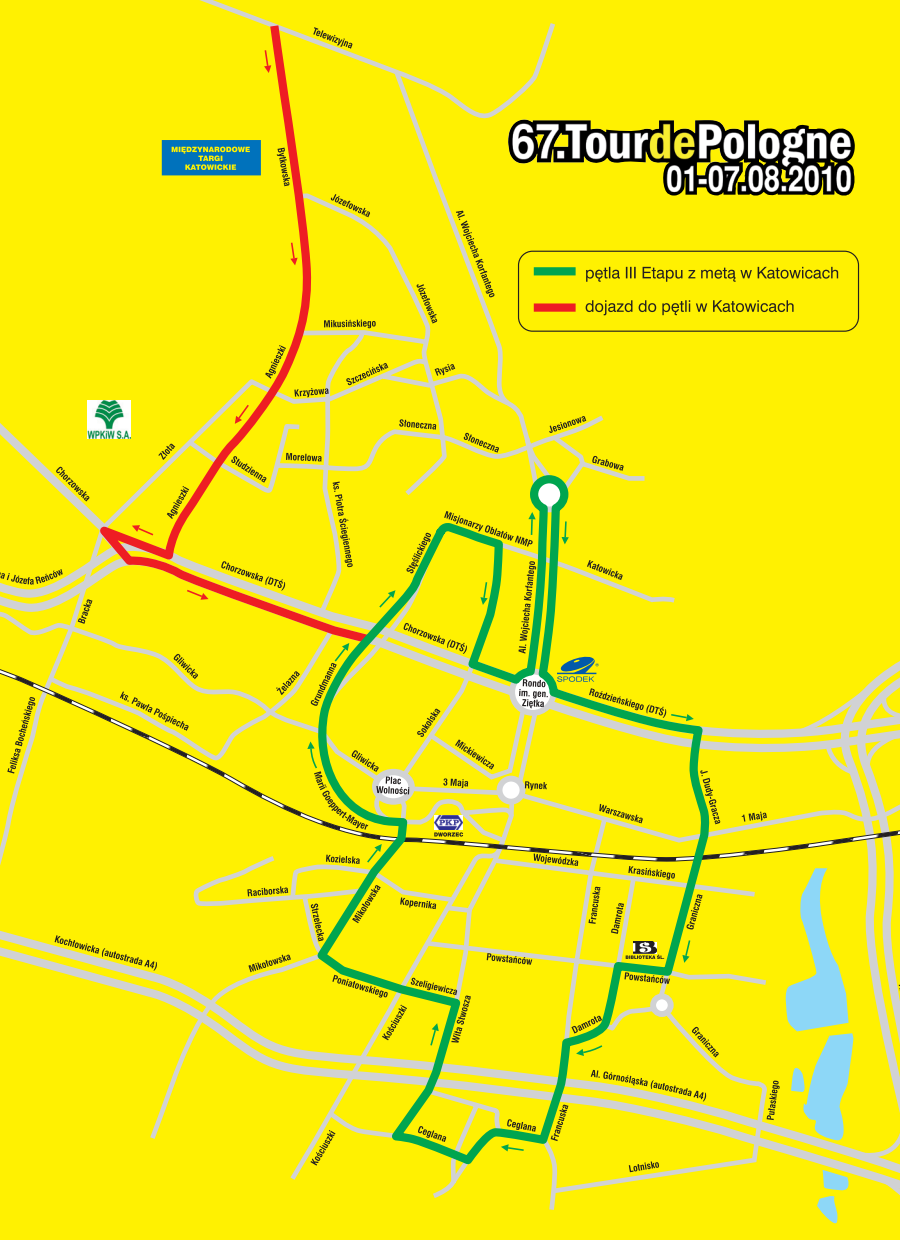 Telewizyjna
67.TourdePologne
01-07.08.2010
MIĘDZYNARODOWE
TARGI
KATOWICKIE
Bytkowska
Józefowska
Al. Wojciecha Korfantego
pętla III Etapu z metą w Katowicach
dojazd do pętli w Katowicach
Józefowska
Mikusińskiego
Agnieszki
Szczecińska
Rysia
Krzyżowa
WPKiW S.A.
Słoneczna
Słoneczna
Jesionowa
Złota
Studzienna
Morelowa
Grabowa
Chorzowska
Agnieszki
ks. Piotra Ściegiennego
Misjonarzy Oblatów NMP
Stęślickiego
Al. Wojciecha Korfantego
Katowicka
a i Józefa Reńców
Chorzowska (DTŚ)
Bracka
Chorzowska (DTŚ)
Gliwicka
Żelazna
Grundmanna
SPODEK
Rondo
im. gen.
Ziętka
Roździeńskiego (DTŚ)
ks. Pawła Pośpiecha
Feliksa Bocheńskiego
Sokolska
Mickiewicza
Gliwicka
Plac
Wolności
3 Maja
Rynek
J. Dudy-Gracza
Marii Goeppert-Mayer
PKP
DWORZEC
Warszawska
1 Maja
Kozielska
Wojewódzka
Krasińskiego
Raciborska
Mikołowska
Kopernika
Strzelecka
Francuska
Damrota
Graniczna
Kochłowicka (autostrada A4)
Mikołowska
Powstańców
BŚ
BIBLIOTEKA ŚL.
Powstańców
Poniatowskiego
Szeligiewicza
Kościuszki
Wita Stwosza
Damrota
Graniczna
Al. Górnośląska (autostrada A4)
Pułaskiego
Kościuszki
Ceglana
Ceglana
Francuska
Lotnisko